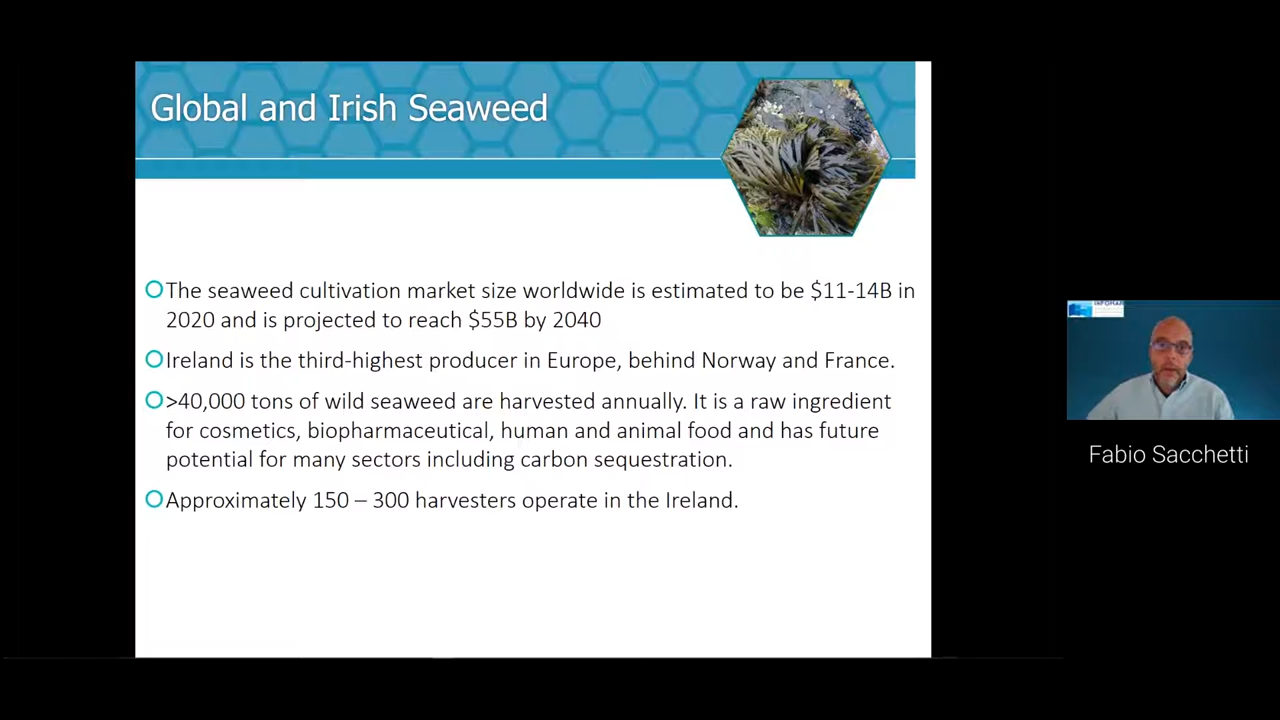 Global and Irish Seaweed
The seaweed cultivation market size worldwide is estimated to be $11-14B in
2020 and is projected to reach $55B by 2040
Ireland is the third-highest producer in Europe, behind Norway and France.
>40,000 tons of wild seaweed are harvested annually. It is a raw ingredient
for cosmetics, biopharmaceutical, human and animal food and has future
potential for many sectors including carbon sequestration.
Approximately 150 – 300 harvesters operate in the Ireland.
INFOMAR
Fabio Sacchetti